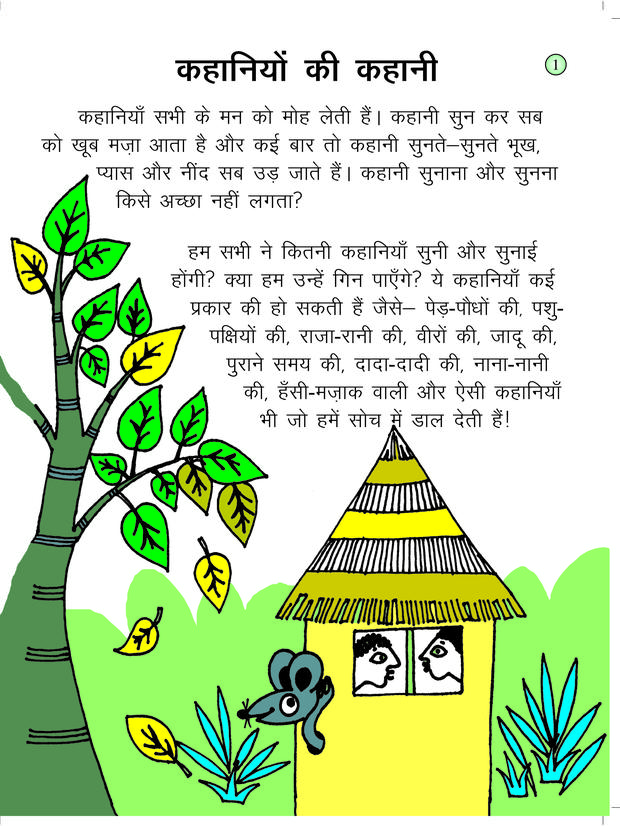 कहानियों की कहानी
1
कहानियाँ सभी के मन को मोह लेती हैं। कहानी सुन कर सब
को खूब मज़ा आता है और कई बार तो कहानी सुनते–सुनते भूख,
प्यास और नींद सब उड़ जाते हैं। कहानी सुनाना और सुनना
किसे अच्छा नहीं लगता?
हम सभी ने कितनी कहानियाँ सुनी और सुनाई
होंगी? क्या हम उन्हें गिन पाएँगे? ये कहानियाँ कई
प्रकार की हो सकती हैं जैसे– पेड़-पौधों की, पशु-
पक्षियों की, राजा-रानी की, वीरों की, जादू की,
पुराने समय की, दादा-दादी की, नाना-नानी
की, हँसी-मज़ाक वाली और ऐसी कहानियाँ
भी जो हमें सोच में डाल देती हैं!